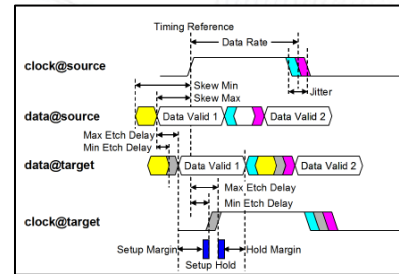 Timing Reference
Data Rate
clock@source
Skew Min
Skew Max
Jitter
data@source
Data Valid 1
Data Valid 2
Max Etch Delay
Min Etch Delay
data@target
Data Valid 1
Data Valid 2
Max Etch Delay
Min Etch Delay
clock@target
Setup Margin
Hold Margin
Setup Hold